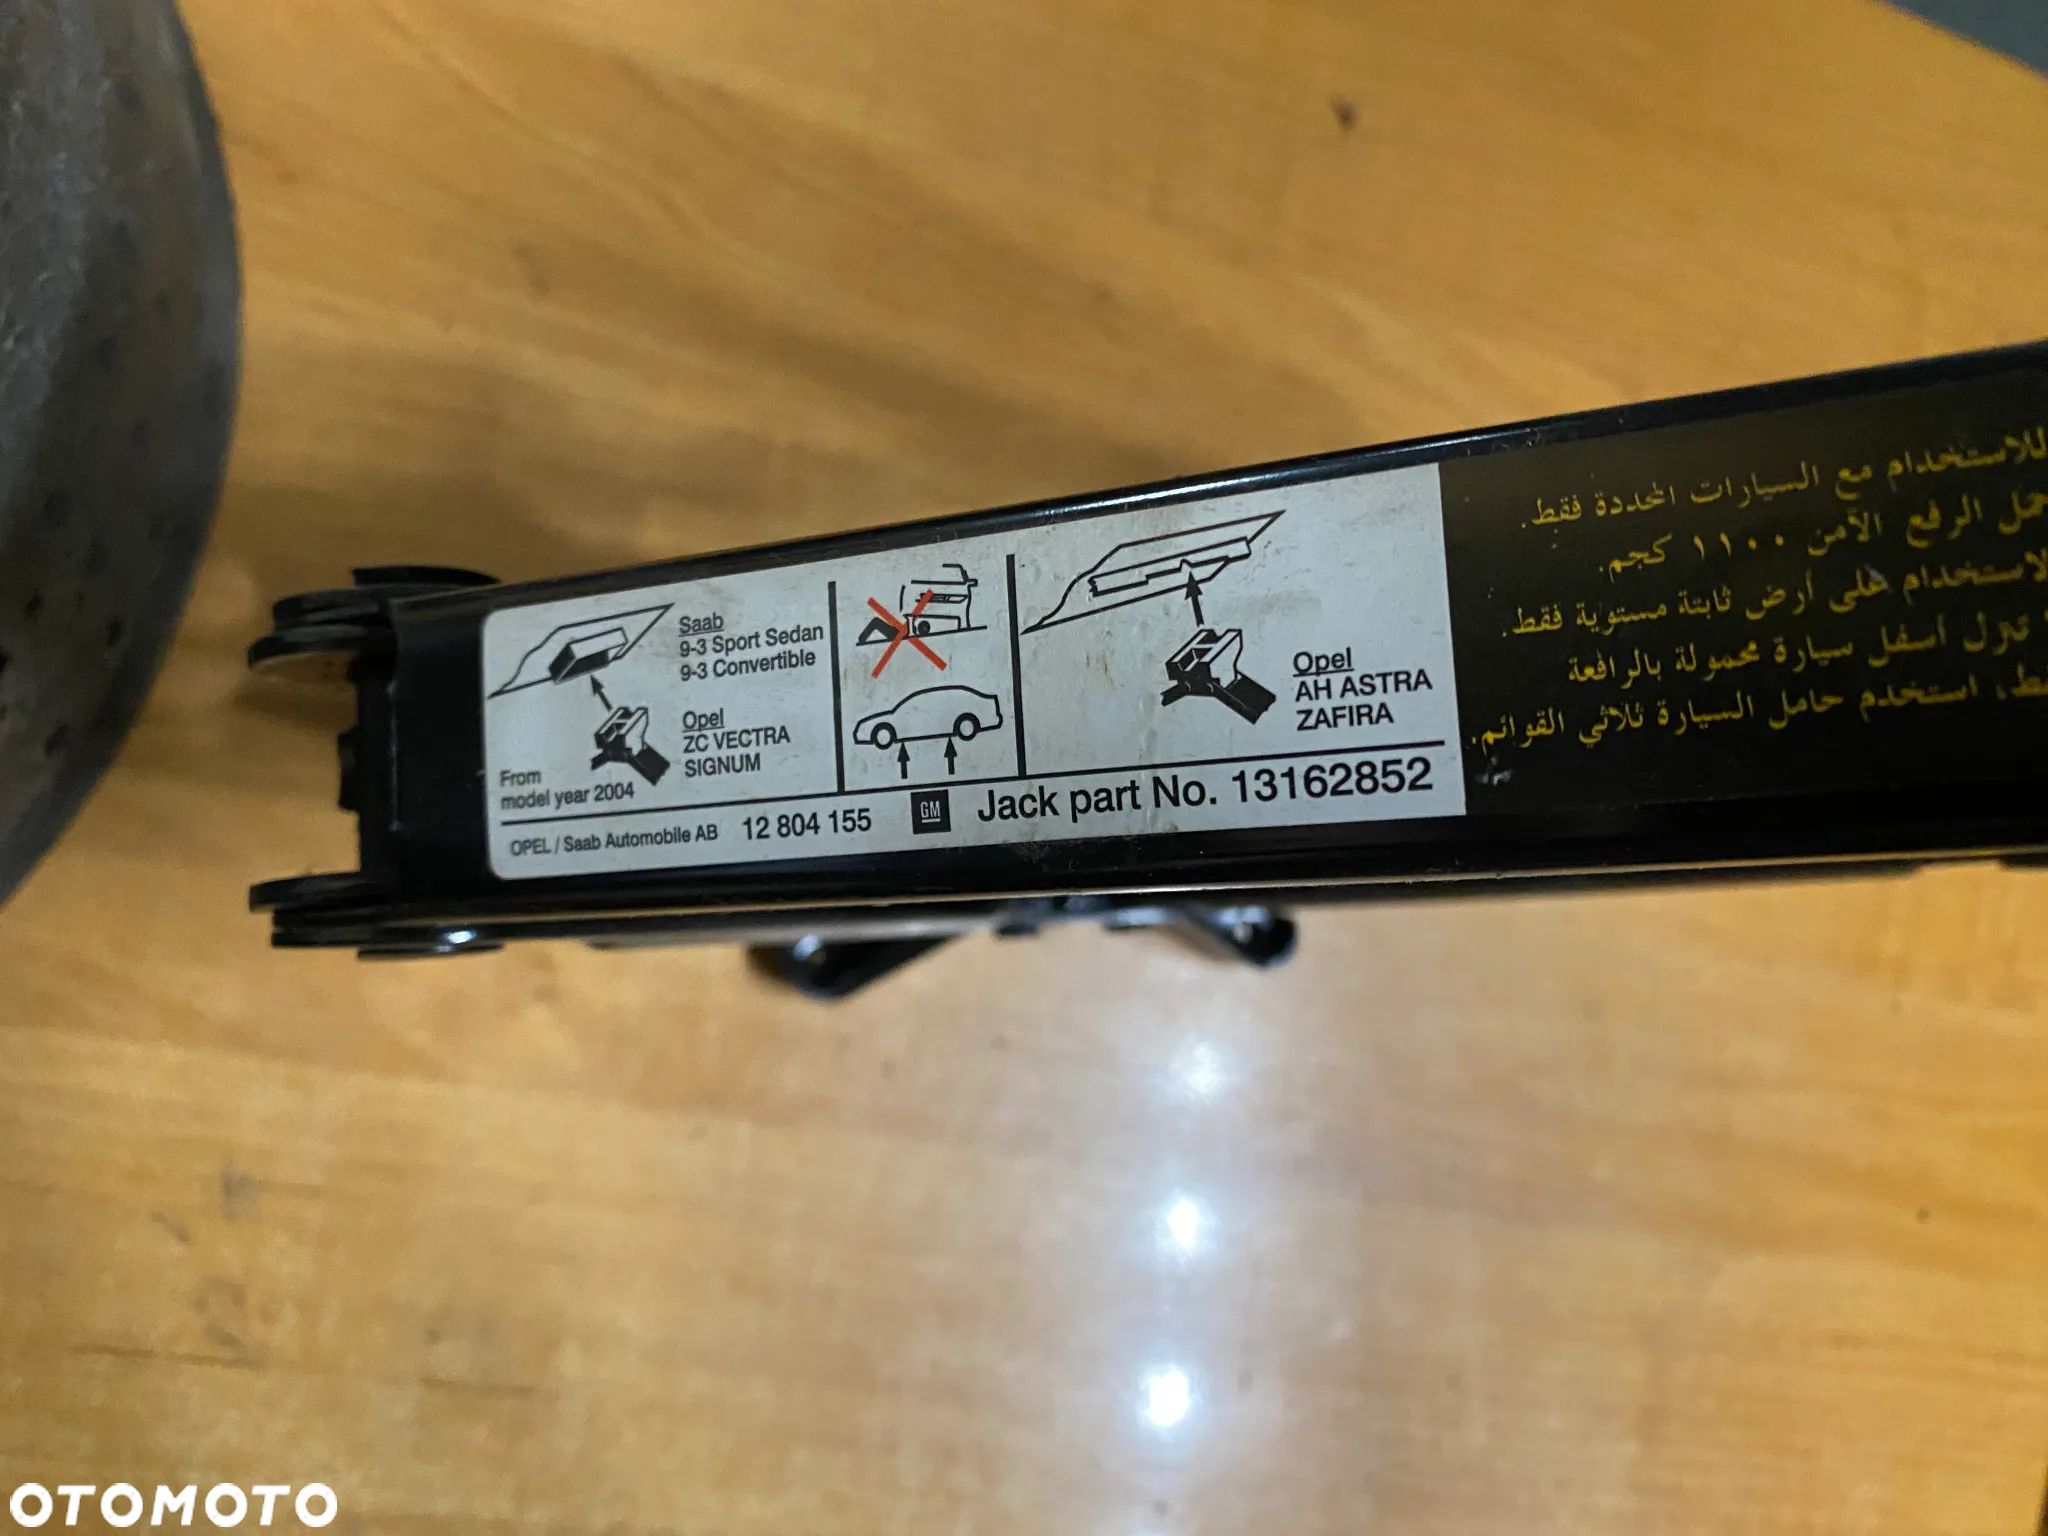 Saab
9-3 Sport Sedan
9-3 Convertible
Opel
ZC VECTRA
SIGNUM
From
model year 2004
Opel
AH ASTRA
ZAFIRA
OPEL / Saab Automobile AB 12 804 155 GM Jack part No. 13162852
للاستخدام مع السيارات المحددة فقط.
الرفع الآمن ١١٠٠ كجم.
على أرض ثابتة مستوية فقط.
تنزل أسفل سيارة محمولة بالرافعة
استخدم حامل السيارة ثلاثي القوائم.
OTOMOTO